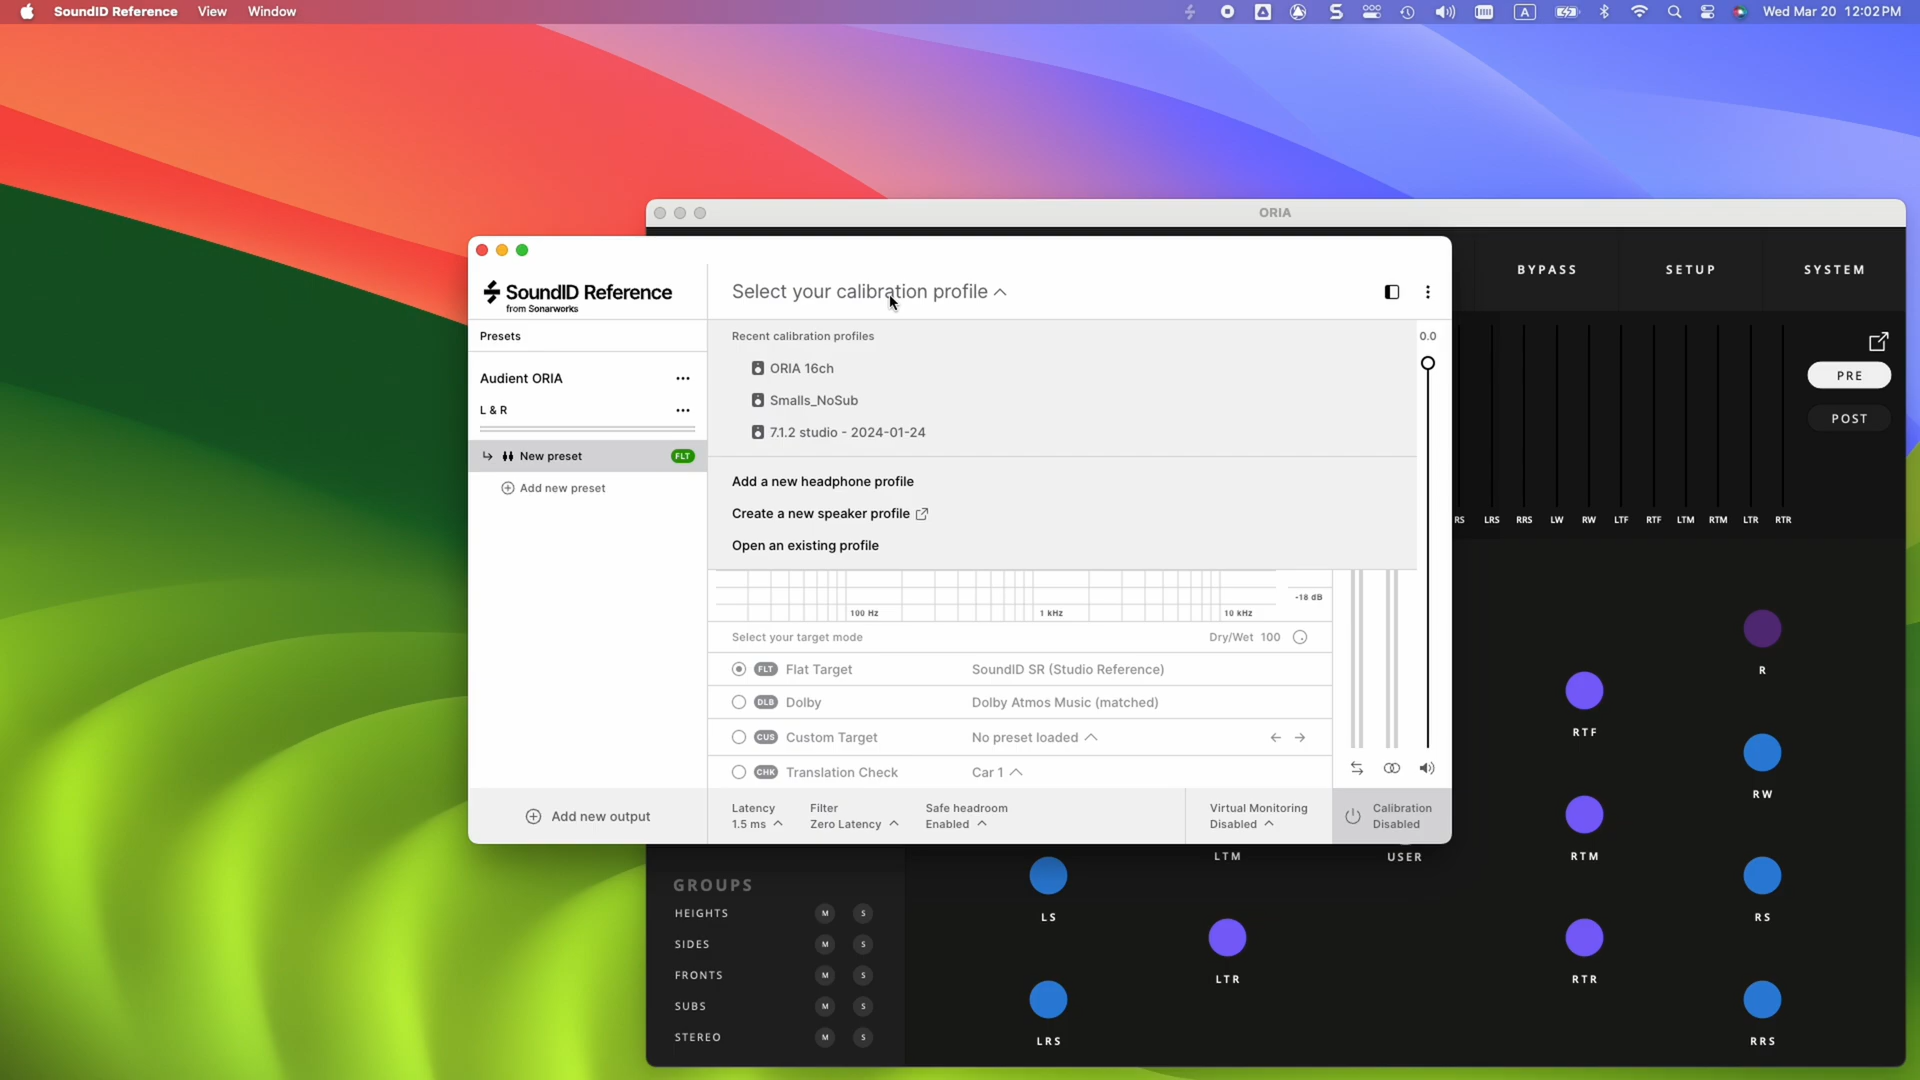 SoundID Reference View Window
A
Wed Mar 20 12:02 PM
ORIA
BYPASS SETUP SYSTEM
SoundID Reference
from Sonarworks
Select your calibration profile
Presets
Recent calibration profiles
0.0
Audient ORIA
ORIA 16ch
L & R
Smalls_NoSub
7.1.2 studio - 2024-01-24
PRE
POST
New preset FLT
Add a new headphone profile
Add new preset
Create a new speaker profile
RS LRS RRS LW RW LTF RTF LTM RTM LTR RTR
Open an existing profile
-18 dB
100 Hz 1 kHz 10 kHz
Select your target mode Dry/Wet 100
FLT Flat Target SoundID SR (Studio Reference)
DLB Dolby Dolby Atmos Music (matched)
CUS Custom Target No preset loaded
CHK Translation Check Car 1
R
RTF
RW
Add new output
Latency
1.5 ms
Filter
Zero Latency
Safe headroom
Enabled
Virtual Monitoring
Disabled
Calibration
Disabled
LTM USER RTM
GROUPS
HEIGHTS M S
SIDES M S
FRONTS M S
SUBS M S
STEREO M S
LS RS
LTR RTR
LRS RRS